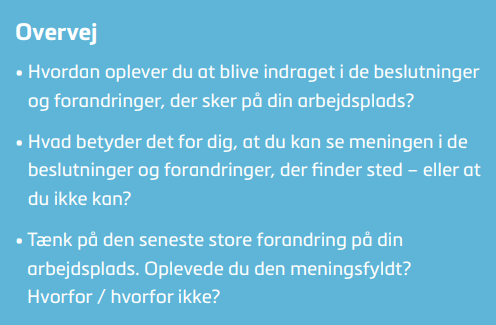 Overvej
• Hvordan oplever du at blive indraget i de beslutninger
og forandringer, der sker på din arbejdsplads?
• Hvad betyder det for dig, at du kan se meningen i de
beslutninger og forandringer, der finder sted – eller at
du ikke kan?
• Tænk på den seneste store forandring på din
arbejdsplads. Oplevede du den meningsfyldt?
Hvorfor / hvorfor ikke?